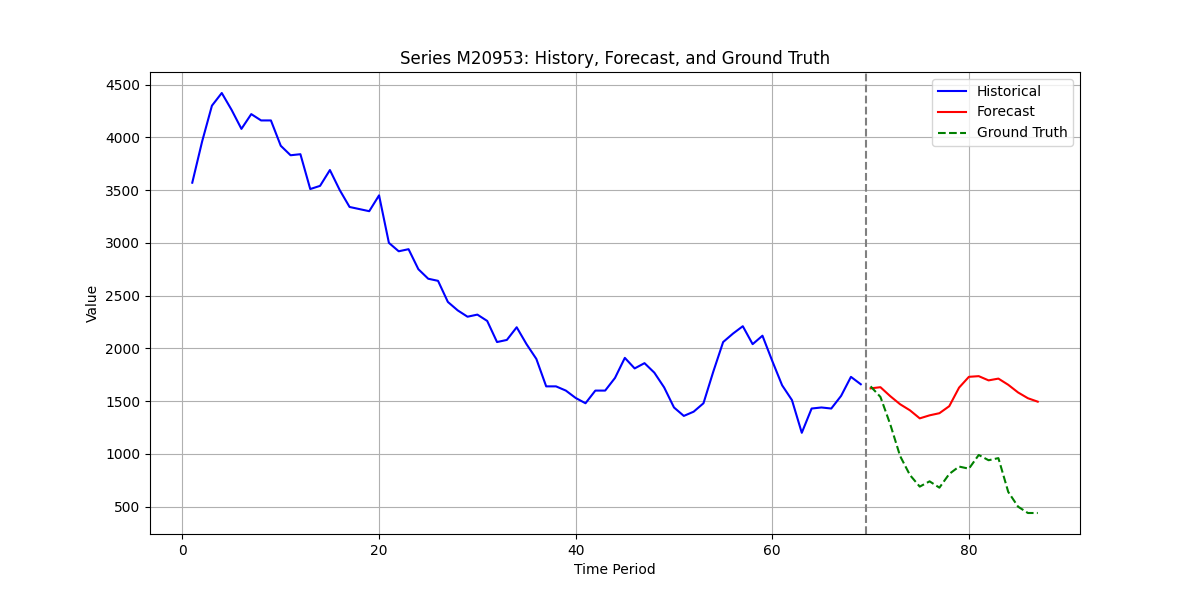 Series M20953: History, Forecast, and Ground Truth
Historical
Forecast
Ground Truth
4500
4000
3500
3000
2500
2000
1500
1000
500
Value
0 20 40 60 80
Time Period